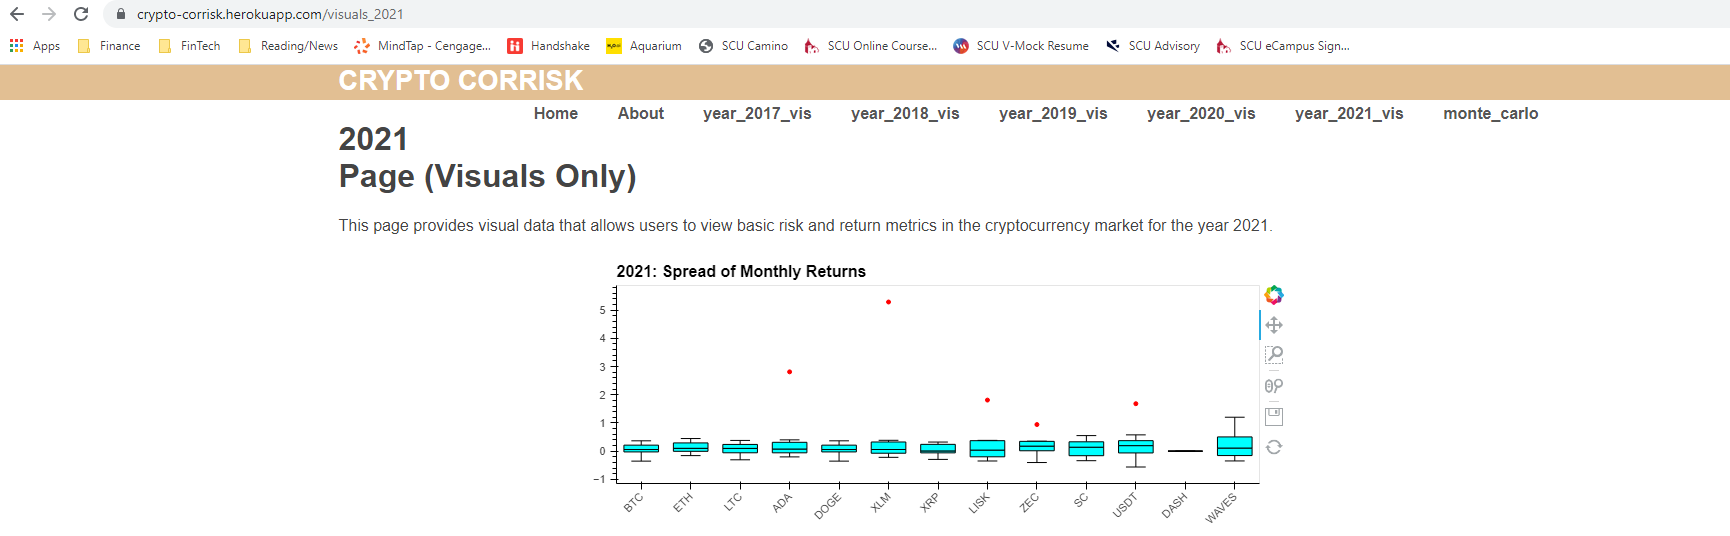 crypto-corrisk.herokuapp.com/visuals_2021
Apps Finance FinTech Reading/News MindTap - Cengage... Handshake Aquarium SCU Camino SCU Online Course... SCU V-Mock Resume SCU Advisory SCU eCampus Sign...
CRYPTO CORRISK
Home About year_2017_vis year_2018_vis year_2019_vis year_2020_vis year_2021_vis monte_carlo
2021
Page (Visuals Only)
This page provides visual data that allows users to view basic risk and return metrics in the cryptocurrency market for the year 2021.
2021: Spread of Monthly Returns
5
4
3
2
1
0
−1
BTC ETH LTC ADA DOGE XLM XRP LISK ZEC SC USDT DASH WAVES